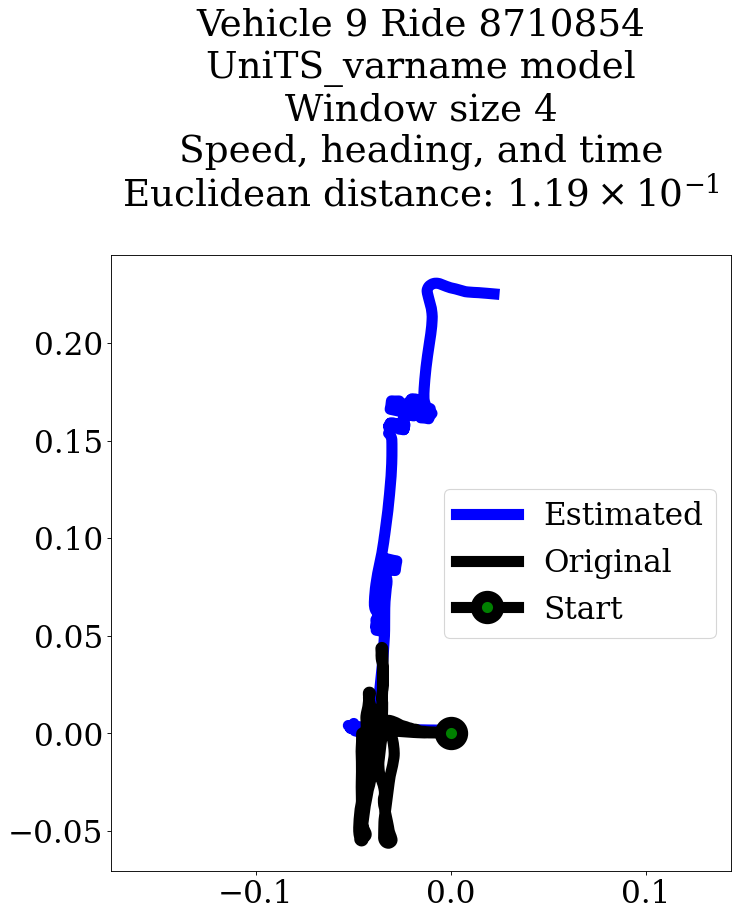 Vehicle 9 Ride 8710854
UniTS_varname model
Window size 4
Speed, heading, and time
Euclidean distance: $1.19 \times 10^{-1}$
0.20
0.15
0.10
0.05
0.00
−0.05
−0.1
0.0
0.1
Estimated
Original
Start